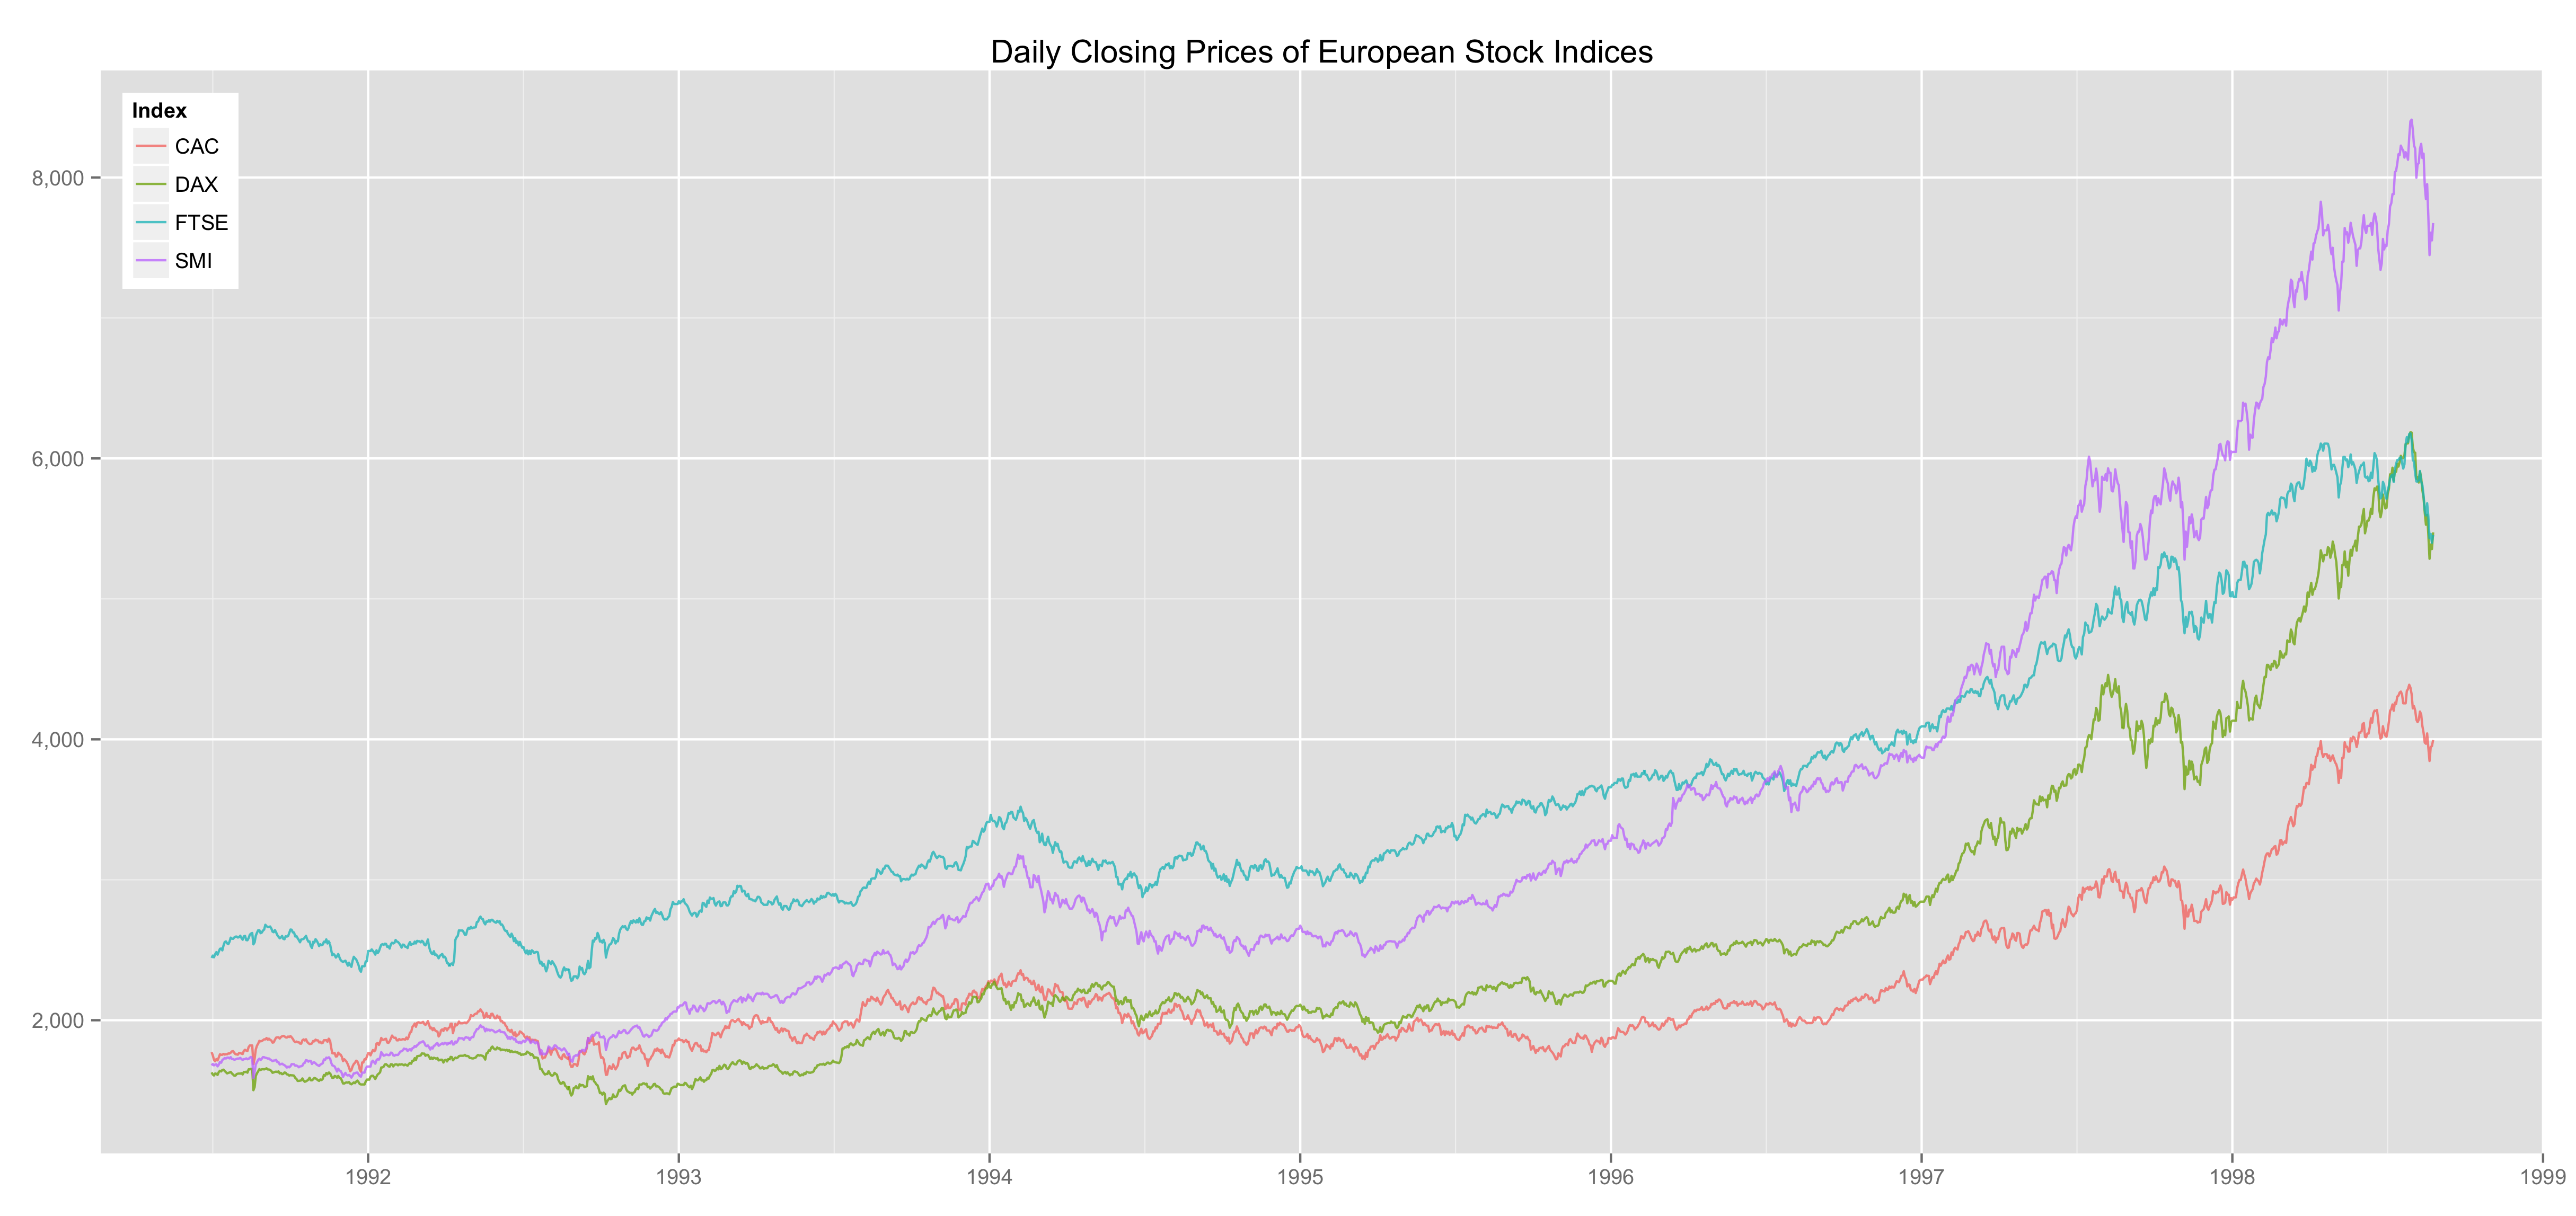 Daily Closing Prices of European Stock Indices
Index
CAC
DAX
FTSE
SMI
8,000
6,000
4,000
2,000
1992 1993 1994 1995 1996 1997 1998 1999